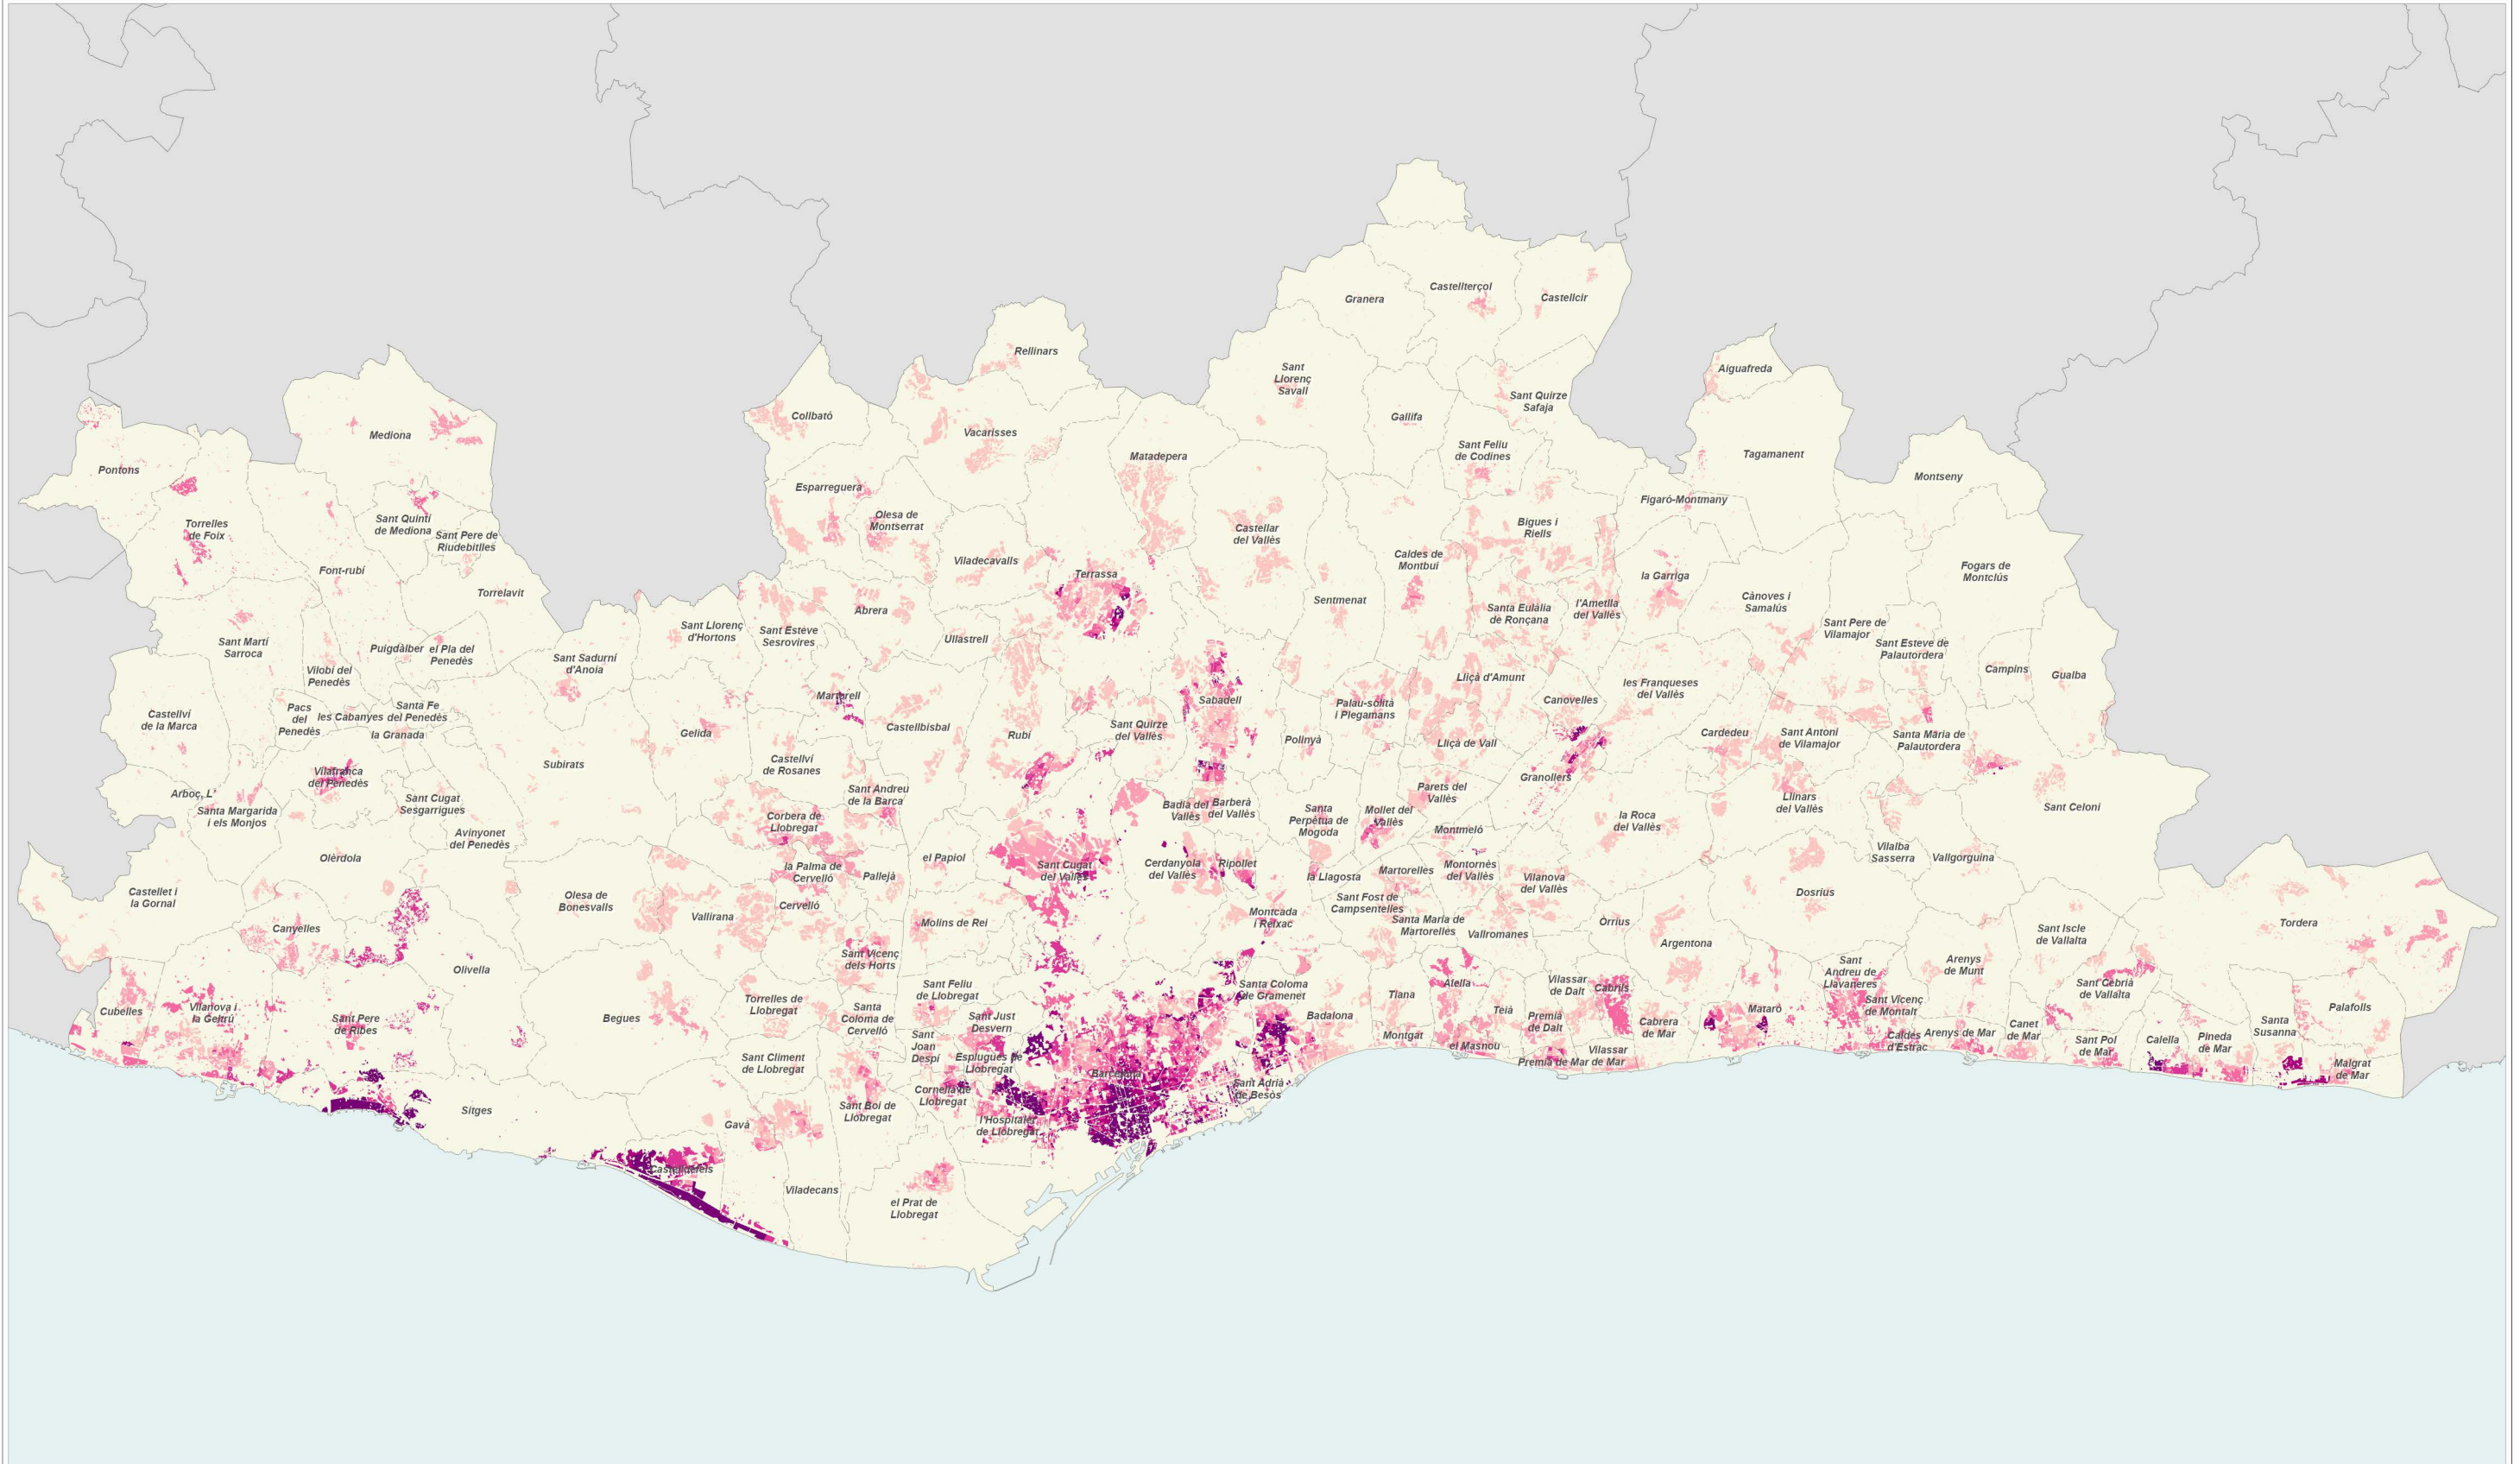 Castellterçol
Granera
Castellcir
Rellinars
Aiguafreda
Sant
Llorenç
Savall
Sant Quirze
Safaja
Collbató
Gallifa
Vacarisses
Mediona
Sant Feliu
de Codines
Tagamanent
Matadepera
Pontons
Montseny
Esparreguera
Figaró-Montmany
Olesa de
Montserrat
Sant Quintí
de Mediona
Torrelles
de Foix
Bigues i
Riells
Castellar
del Vallès
Sant Pere de
Riudebitlles
Viladecavalls
Caldes de
Montbui
Font-rubí
Terrassa
la Garriga
Fogars de
Montclús
Torrelavit
Sentmenat
Abrera
Santa Eulàlia
de Ronçana
l'Ametlla
del Vallès
Cànoves i
Samalús
Sant Llorenç
d'Hortons
Sant Esteve
Sesrovires
Ullastrell
Sant Pere de
Vilamajor
Sant Martí
Sarroca
Puigdàlber
el Pla del
Penedès
Sant Esteve de
Palautordera
Sant Sadurní
d'Anoia
Vilobí del
Penedès
Campins
Gualba
Lliçà d'Amunt
les Franqueses
del Vallès
Martorell
Sabadell
Canovelles
Palau-solità
i Plegamans
Castellví
de la Marca
Pacs
del
Penedès
les Cabanyes
Santa Fe
del Penedès
la Granada
Gelida
Castellbisbal
Rubí
Sant Quirze
del Vallès
Polinyà
Lliçà de Vall
Cardedeu
Sant Antoni
de Vilamajor
Santa Maria de
Palautordera
Subirats
Castellví
de Rosanes
Vilafranca
del Penedès
Granollers
Arboç, L'
Santa Margarida
i els Monjos
Sant Cugat
Sesgarrigues
Sant Andreu
de la Barca
Badia del
Vallès
Barberà
del Vallès
Parets del
Vallès
Llinars
del Vallès
Sant Celoni
Corbera de
Llobregat
Santa
Perpètua de
Mogoda
Mollet del
Vallès
Montmeló
la Roca
del Vallès
Avinyonet
del Penedès
Olèrdola
el Papiol
Vilalba
Sasserra
Vallgorguina
la Palma de
Cervelló
Pallejà
Sant Cugat
del Vallès
Cerdanyola
del Vallès
Ripollet
la Llagosta
Martorelles
Montornès
del Vallès
Vilanova
del Vallès
Castellet i
la Gornal
Olesa de
Bonesvalls
Cervelló
Vallirana
Dosrius
Sant Fost de
Campsentelles
Montcada
i Reixac
Santa Maria de
Martorelles
Vallromanes
Òrrius
Molins de Rei
Canyelles
Tordera
Sant Iscle
de Vallalta
Argentona
Sant Vicenç
dels Horts
Olivella
Sant
Andreu de
Llavaneres
Arenys
de Munt
Sant Feliu
de Llobregat
Santa Coloma
de Gramenet
Tiana
Alella
Vilassar
de Dalt
Cabrils
Sant Cebrià
de Vallalta
Cubelles
Vilanova i
la Geltrú
Sant Pere
de Ribes
Begues
Torrelles de
Llobregat
Santa
Coloma de
Cervelló
Sant Just
Desvern
Badalona
Teià
Premià
de Dalt
Cabrera
de Mar
Mataró
Sant Vicenç
de Montalt
Palafolls
Sant
Joan
Despí
Montgat
el Masnou
Caldes
d'Estrac
Arenys de Mar
Canet
de Mar
Sant Pol
de Mar
Calella
Pineda
de Mar
Santa
Susanna
Malgrat
de Mar
Sant Climent
de Llobregat
Esplugues de
Llobregat
Premià de Mar
Vilassar
de Mar
Barcelona
Sant Adrià
de Besòs
Cornellà de
Llobregat
Sitges
Gavà
Sant Boi de
Llobregat
l'Hospitalet
de Llobregat
Castelldefels
Viladecans
el Prat de
Llobregat